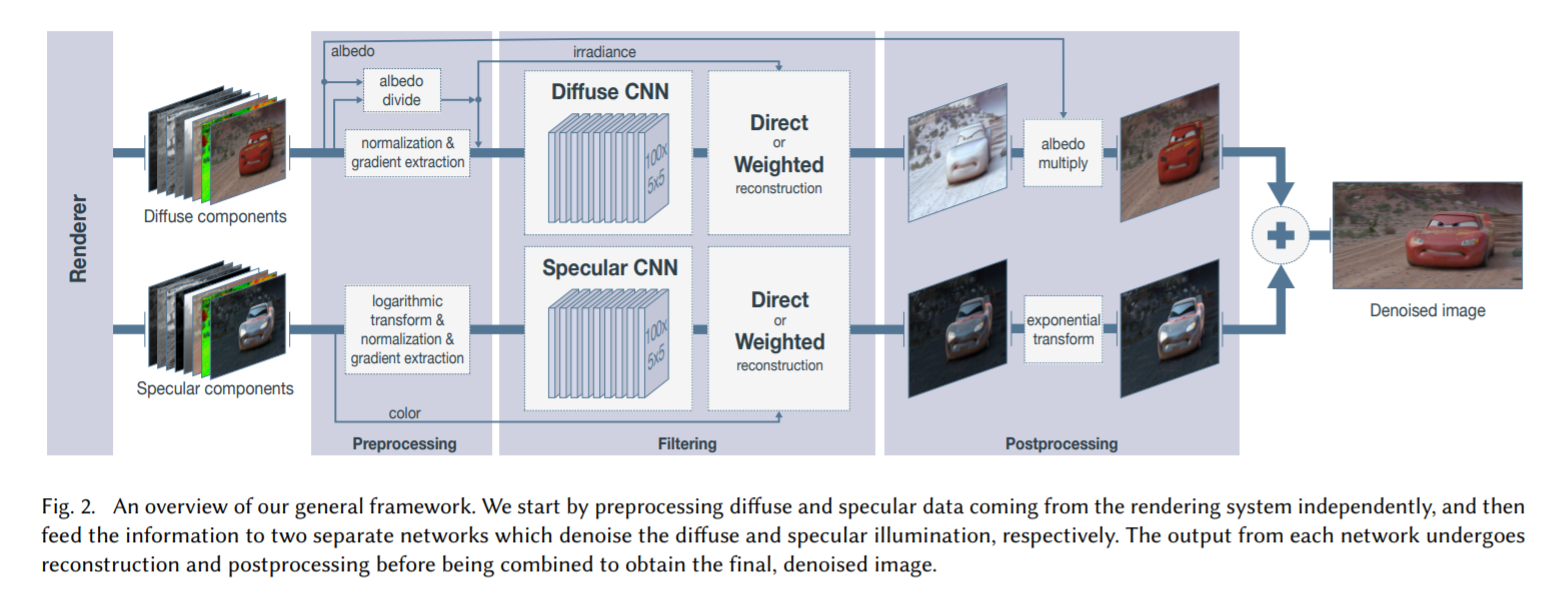 Renderer
Diffuse components
Specular components
albedo
albedo
divide
normalization &
gradient extraction
logarithmic
transform &
normalization &
gradient extraction
color
Preprocessing
irradiance
Diffuse CNN
100x
5x5
Direct
or
Weighted
reconstruction
Specular CNN
100x
5x5
Direct
or
Weighted
reconstruction
Filtering
albedo
multiply
exponential
transform
Postprocessing
Denoised image
Fig. 2. An overview of our general framework. We start by preprocessing diffuse and specular data coming from the rendering system independently, and then
feed the information to two separate networks which denoise the diffuse and specular illumination, respectively. The output from each network undergoes
reconstruction and postprocessing before being combined to obtain the final, denoised image.